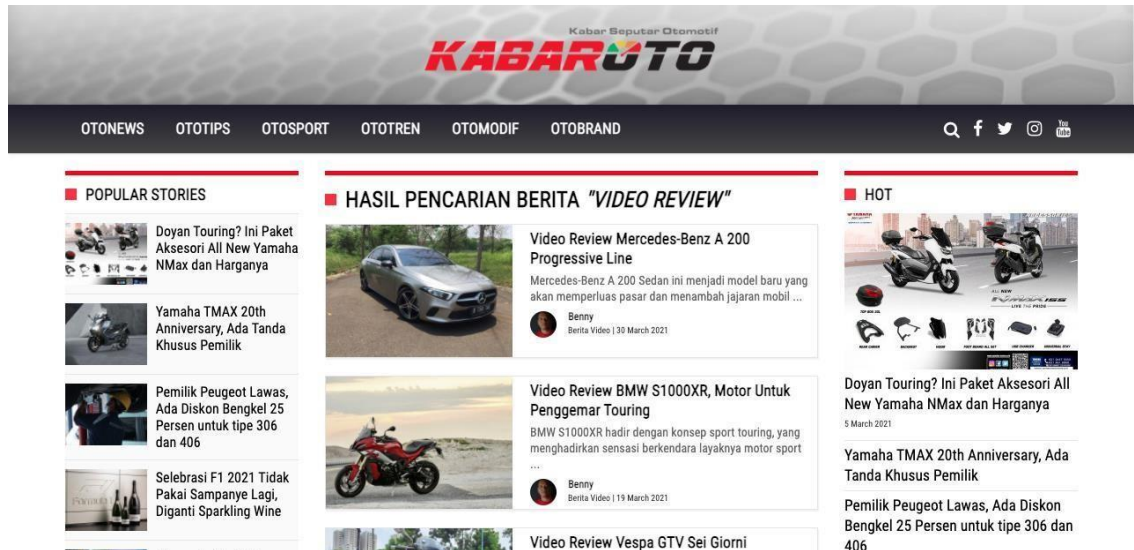 Kabar Seputar Otomotif
KABAROTO
OTONEWS OTOTIPS OTOSPORT OTOTREN OTOMODIF OTOBRAND
You
Tube
POPULAR STORIES
Doyan Touring? Ini Paket
Aksesori All New Yamaha
NMax dan Harganya
Yamaha TMAX 20th
Anniversary, Ada Tanda
Khusus Pemilik
Pemilik Peugeot Lawas,
Ada Diskon Bengkel 25
Persen untuk tipe 306
dan 406
Selebrasi F1 2021 Tidak
Pakai Sampanye Lagi,
Diganti Sparkling Wine
HASIL PENCARIAN BERITA "VIDEO REVIEW"
Video Review Mercedes-Benz A 200
Progressive Line
Mercedes-Benz A 200 Sedan ini menjadi model baru yang
akan memperluas pasar dan menambah jajaran mobil ...
Benny
Berita Video | 30 March 2021
Video Review BMW S1000XR, Motor Untuk
Penggemar Touring
BMW S1000XR hadir dengan konsep sport touring, yang
menghadirkan sensasi berkendara layaknya motor sport
...
Benny
Berita Video | 19 March 2021
Video Review Vespa GTV Sei Giorni
HOT
Doyan Touring? Ini Paket Aksesori All
New Yamaha NMax dan Harganya
5 March 2021
Yamaha TMAX 20th Anniversary, Ada
Tanda Khusus Pemilik
Pemilik Peugeot Lawas, Ada Diskon
Bengkel 25 Persen untuk tipe 306 dan
406